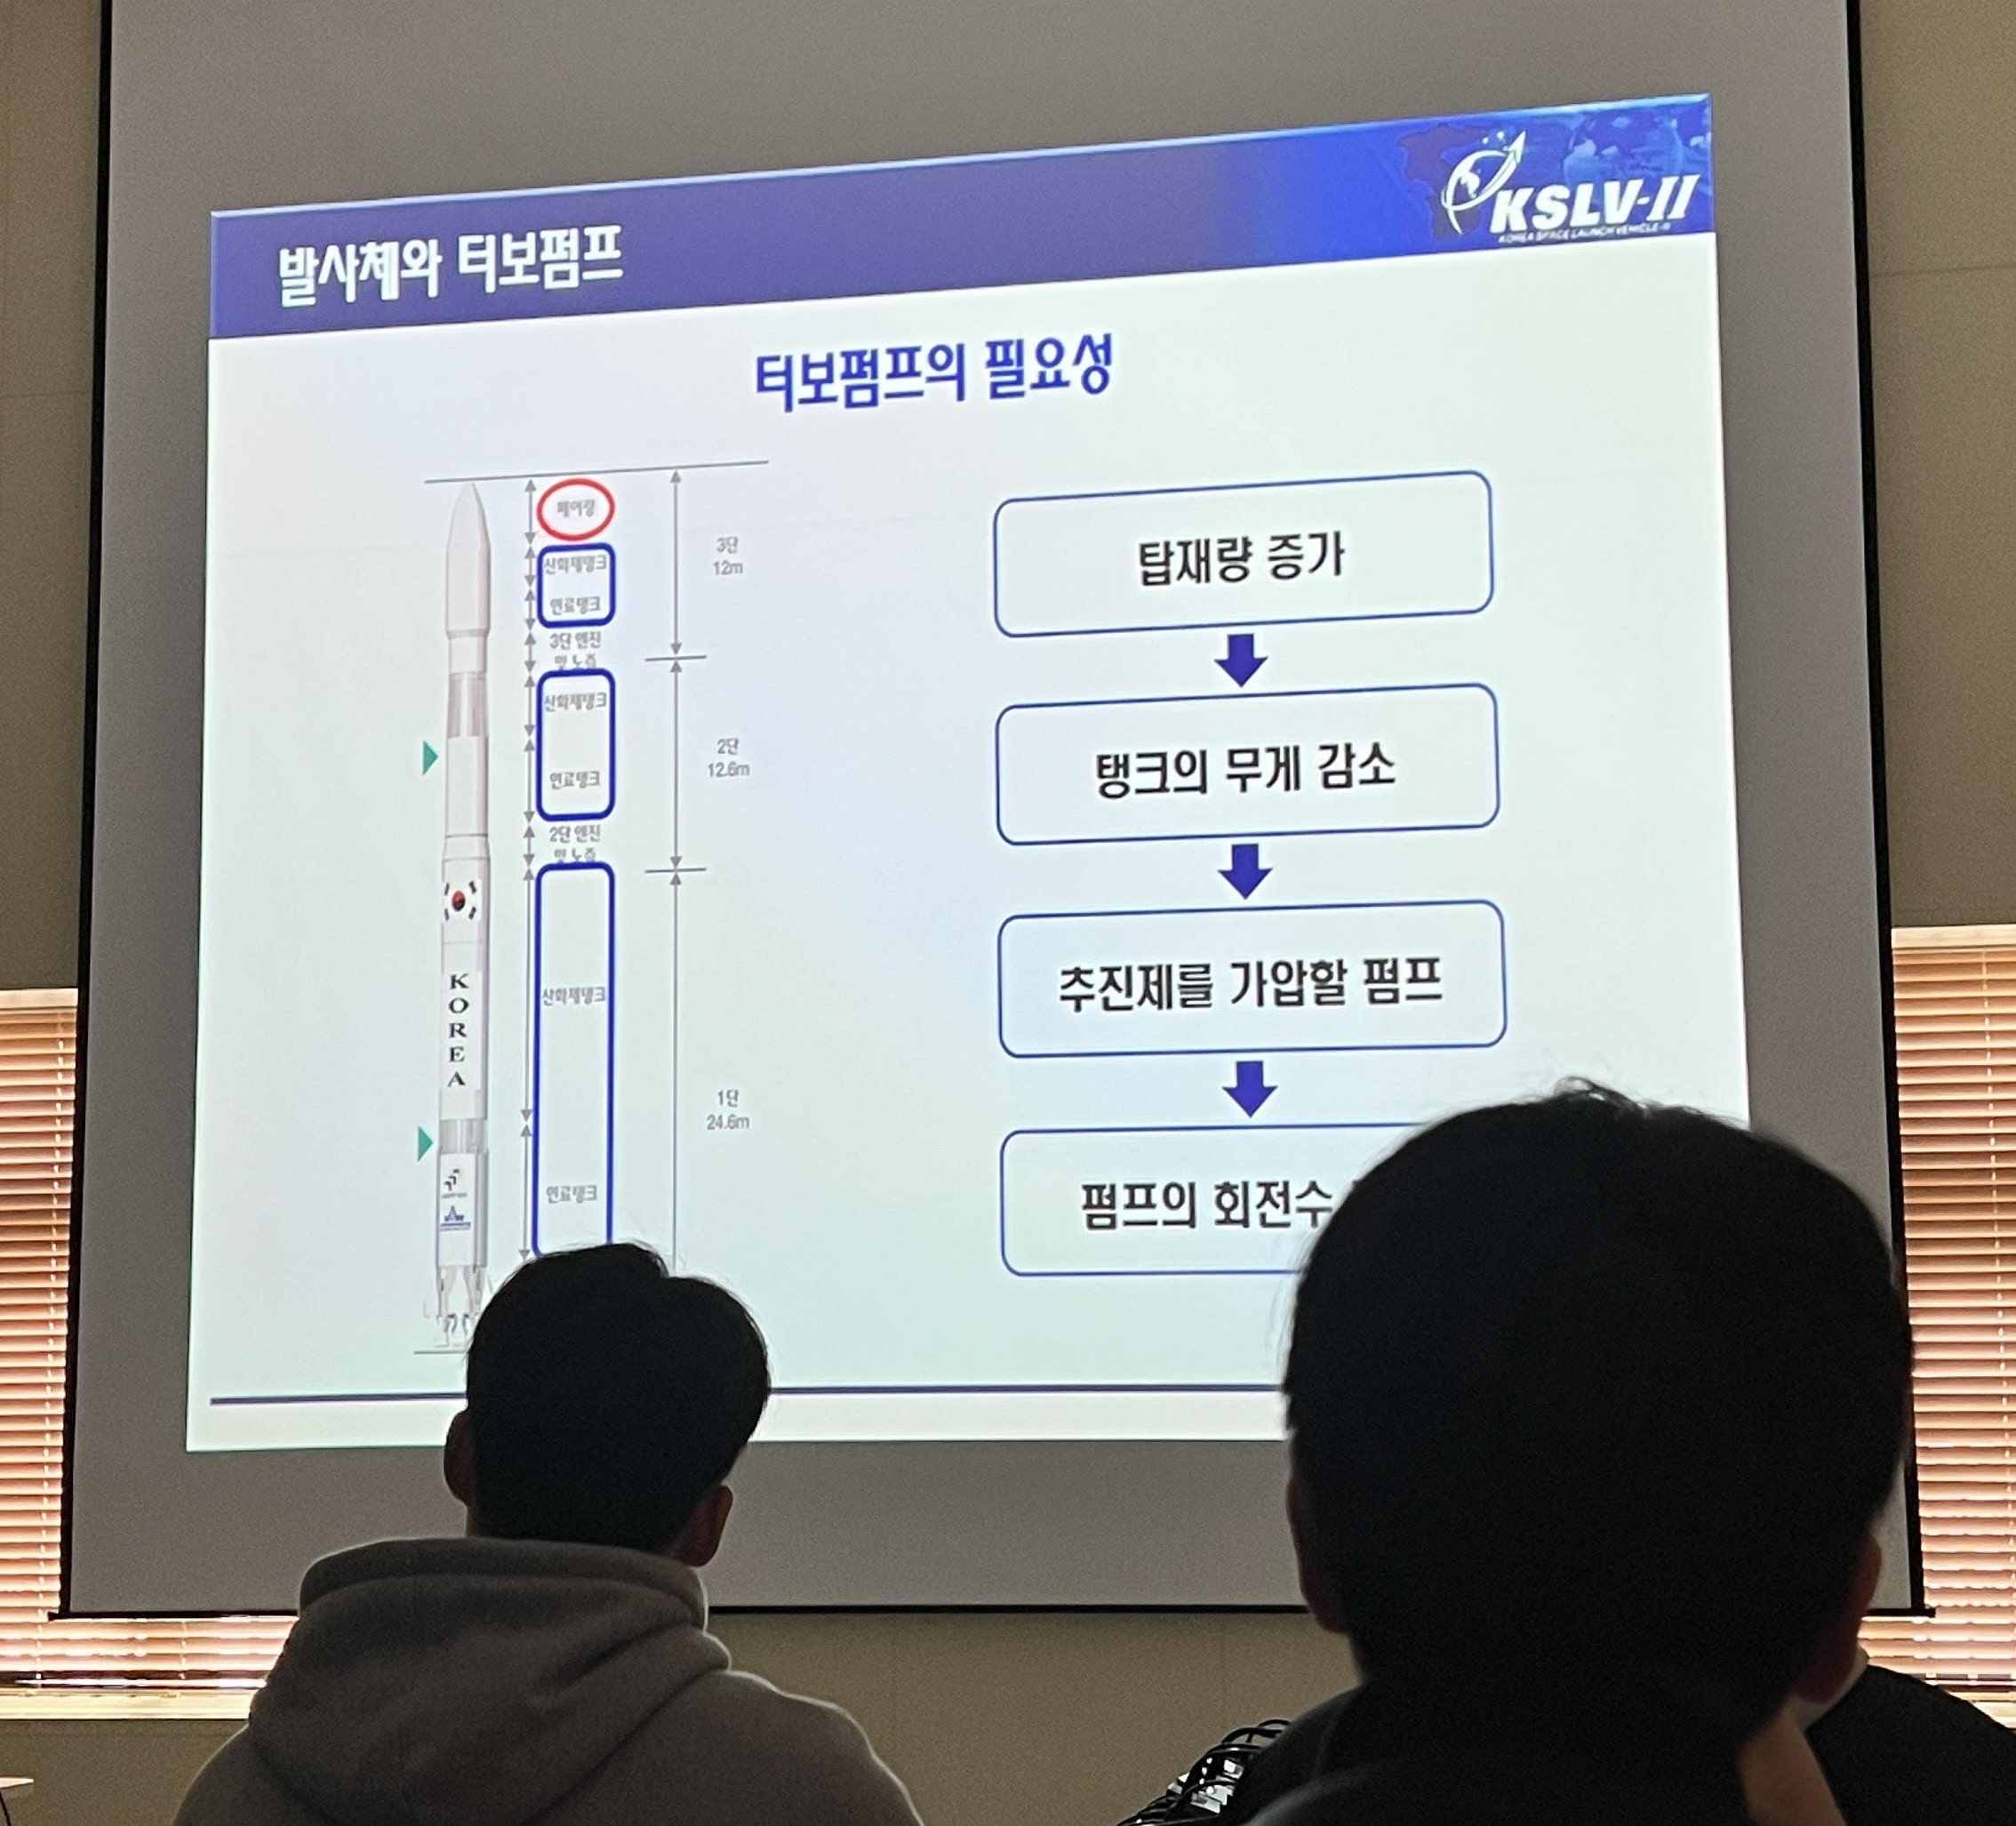 발사체와 터보펌프
KSLV-II
KOREA SPACE LAUNCH VEHICLE-II
터보펌프의 필요성
페어링
산화제탱크
연료탱크
3단 엔진
및 노즐
산화제탱크
연료탱크
2단 엔진
및 노즐
산화제탱크
연료탱크
3단
12m
2단
12.6m
1단
24.6m
KOREA
탑재량 증가
탱크의 무게 감소
추진제를 가압할 펌프
펌프의 회전수